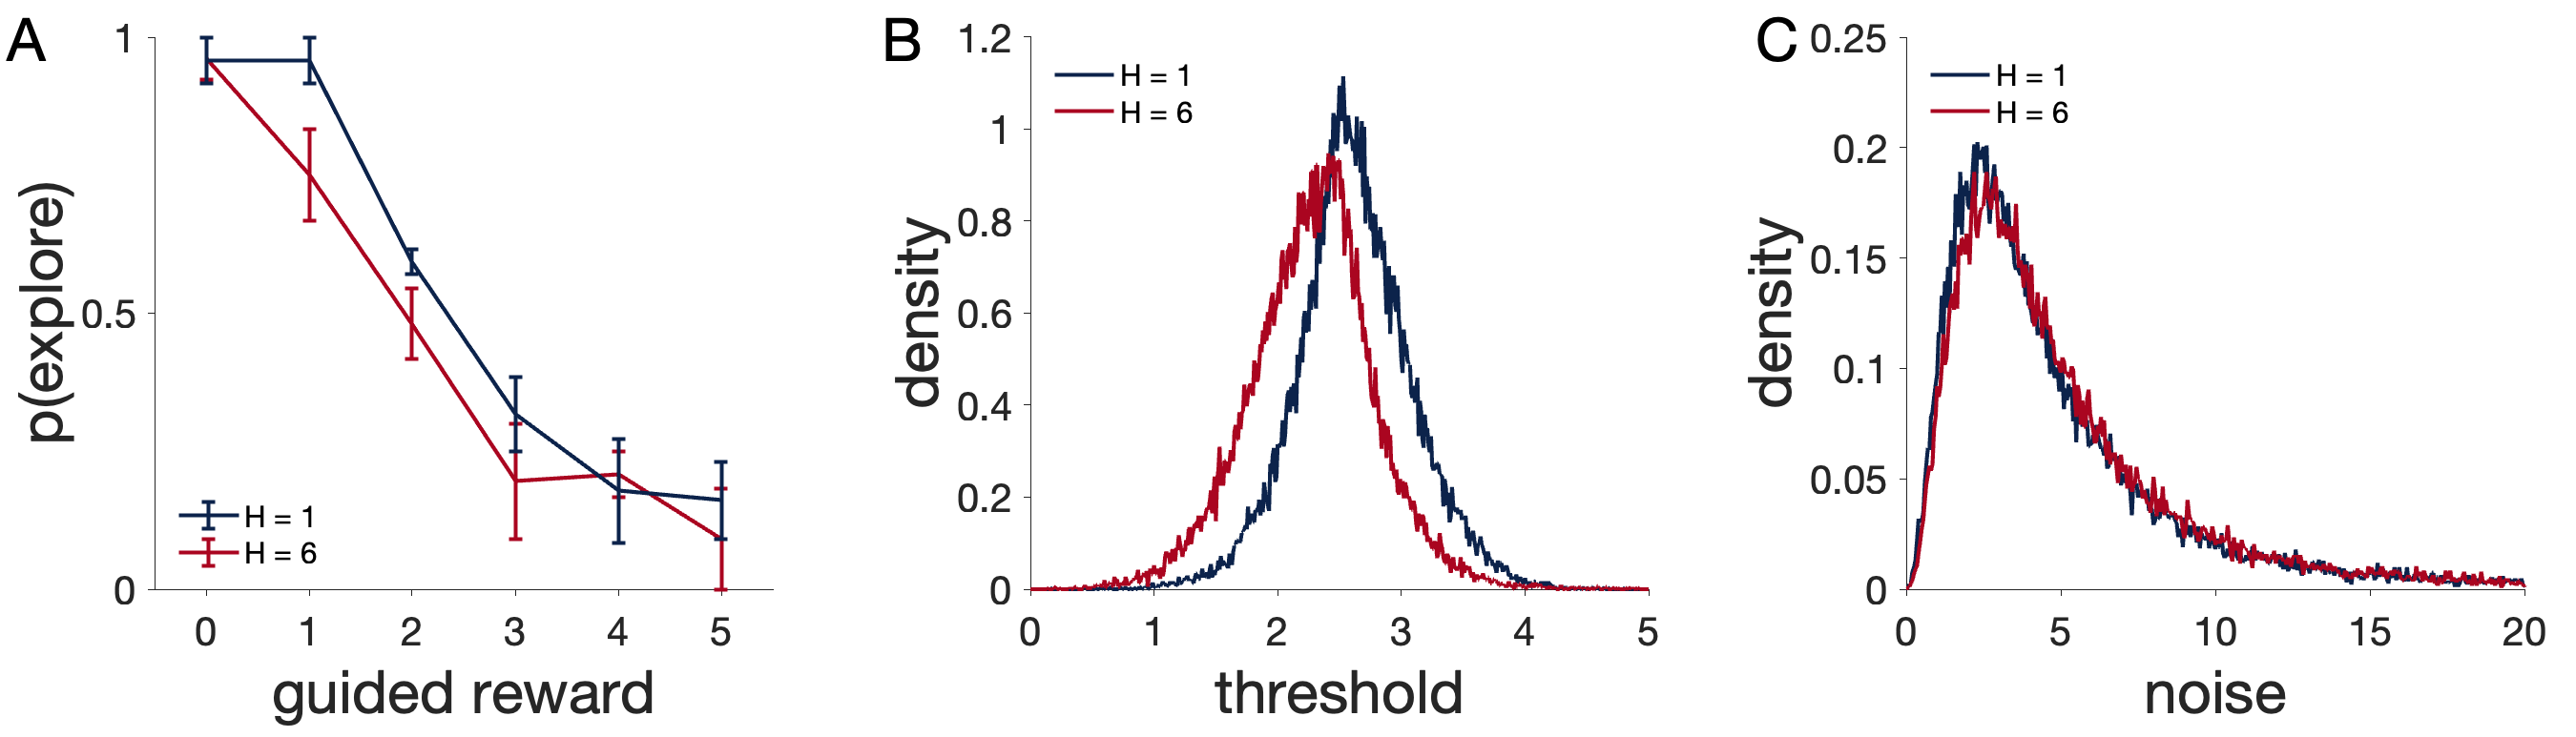 A
1
0.5
0
p(explore)
H = 1
H = 6
0 1 2 3 4 5
guided reward
B
1.2
1
0.8
0.6
0.4
0.2
0
density
H = 1
H = 6
0 1 2 3 4 5
threshold
C
0.25
0.2
0.15
0.1
0.05
0
density
H = 1
H = 6
0 5 10 15 20
noise